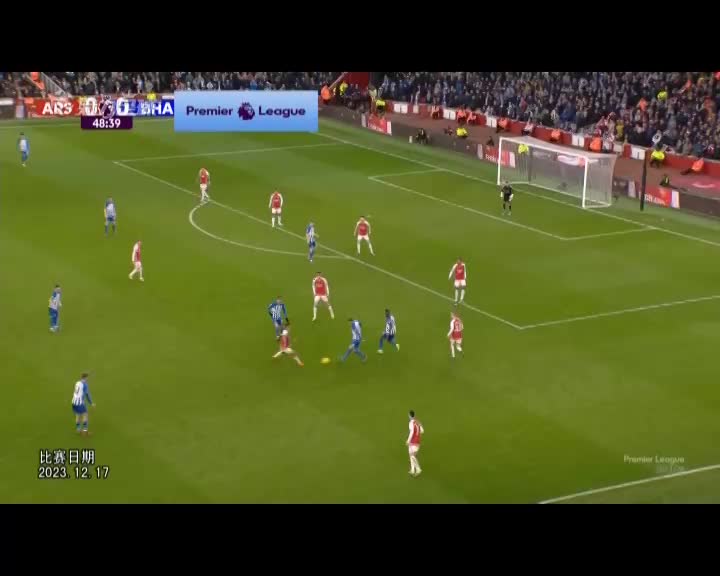 ARS 0 0 BHA
48:39
Premier League
比赛日期
2023.12.17
Premier League